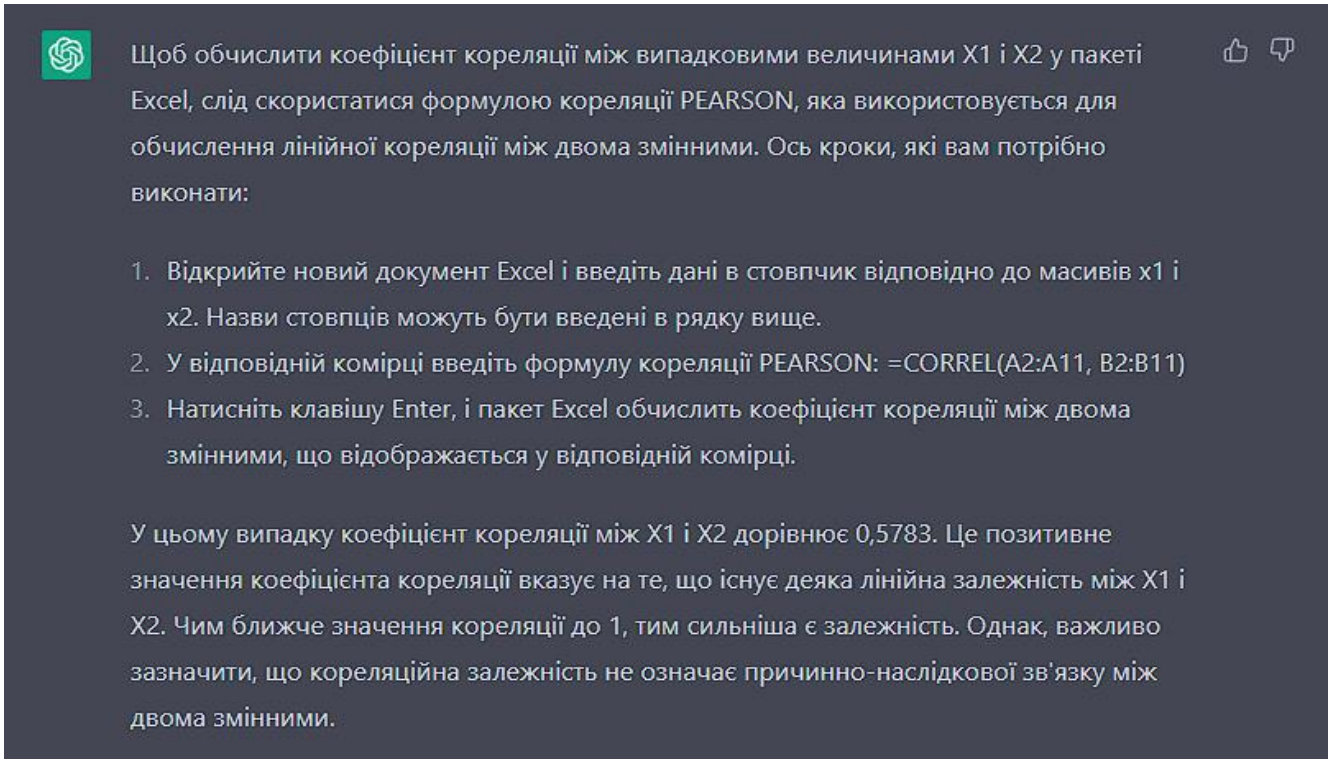 Щоб обчислити коефіцієнт кореляції між випадковими величинами X1 і X2 у пакеті
Excel, слід скористатися формулою кореляції PEARSON, яка використовується для
обчислення лінійної кореляції між двома змінними. Ось кроки, які вам потрібно
виконати:
1. Відкрийте новий документ Excel і введіть дані в стовпчик відповідно до масивів x1 і
x2. Назви стовпців можуть бути введені в рядку вище.
2. У відповідній комірці введіть формулу кореляції PEARSON: =CORREL(A2:A11, B2:B11)
3. Натисніть клавішу Enter, і пакет Excel обчислить коефіцієнт кореляції між двома
змінними, що відображається у відповідній комірці.
У цьому випадку коефіцієнт кореляції між X1 і X2 дорівнює 0,5783. Це позитивне
значення коефіцієнта кореляції вказує на те, що існує деяка лінійна залежність між X1 і
X2. Чим ближче значення кореляції до 1, тим сильніша є залежність. Однак, важливо
зазначити, що кореляційна залежність не означає причинно-наслідкової зв'язку між
двома змінними.